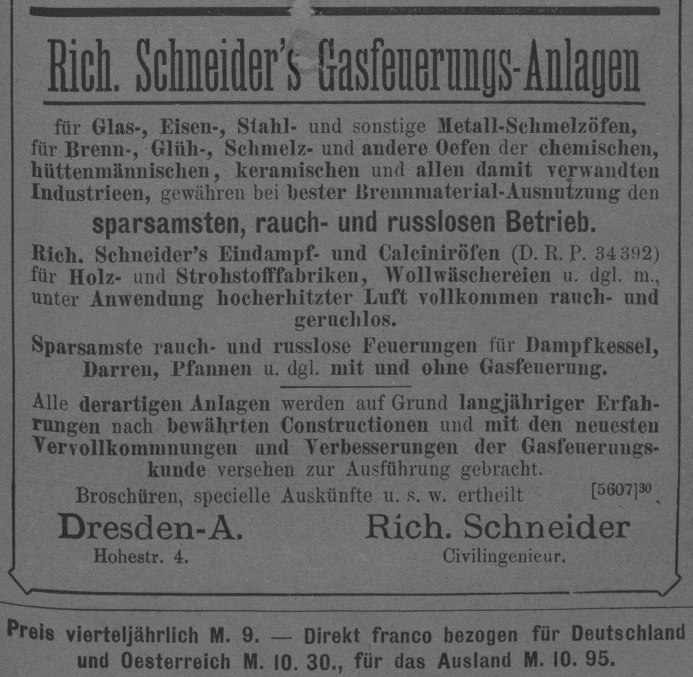 Rich. Schneider's Gasfeuerungs-Anlagen
für Glas-, Eisen-, Stahl- und sonstige Metall-Schmelzöfen,
für Brenn-, Glüh-, Schmelz- und andere Oefen der chemischen,
hüttenmännischen, keramischen und allen damit verwandten
Industrieen, gewähren bei bester Brennmaterial-Ausnutzung den
sparsamsten, rauch- und russlosen Betrieb.
Rich. Schneider's Eindampf- und Calciniröfen (D. R. P. 34392)
für Holz- und Strohstofffabriken, Wollwäschereien u. dgl. m.,
unter Anwendung hocherhitzter Luft vollkommen rauch- und
geruchlos.
Sparsamste rauch- und russlose Feuerungen für Dampfkessel,
Darren, Pfannen u. dgl. mit und ohne Gasfeuerung.
Alle derartigen Anlagen werden auf Grund langjähriger Erfah-
rungen nach bewährten Constructionen und mit den neuesten
Vervollkommnungen und Verbesserungen der Gasfeuerungs-
kunde versehen zur Ausführung gebracht.
Broschüren, specielle Auskünfte u. s. w. ertheilt [5607]30
Dresden-A. Rich. Schneider
Hohestr. 4. Civilingenieur.
Preis vierteljährlich M. 9. — Direkt franco bezogen für Deutschland
und Oesterreich M. 10. 30., für das Ausland M. 10. 95.